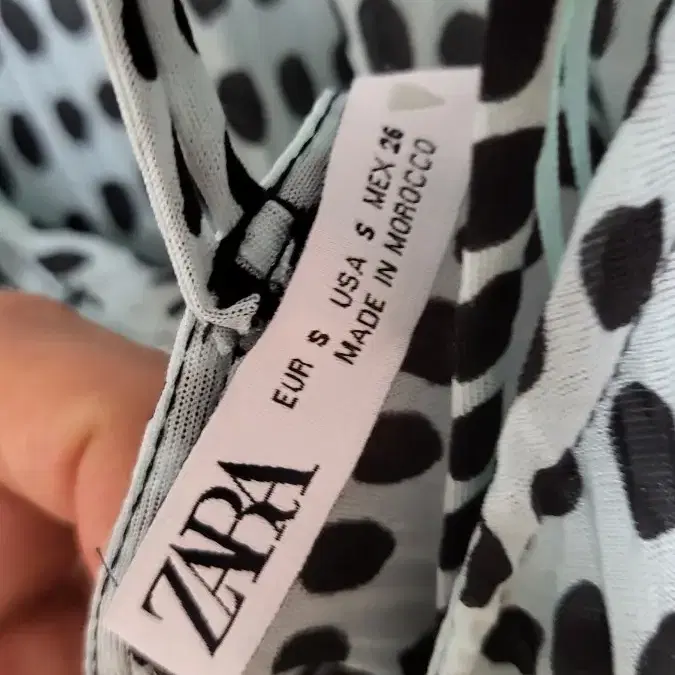 ZARA
EUR S USA S MEX 26
MADE IN MOROCCO